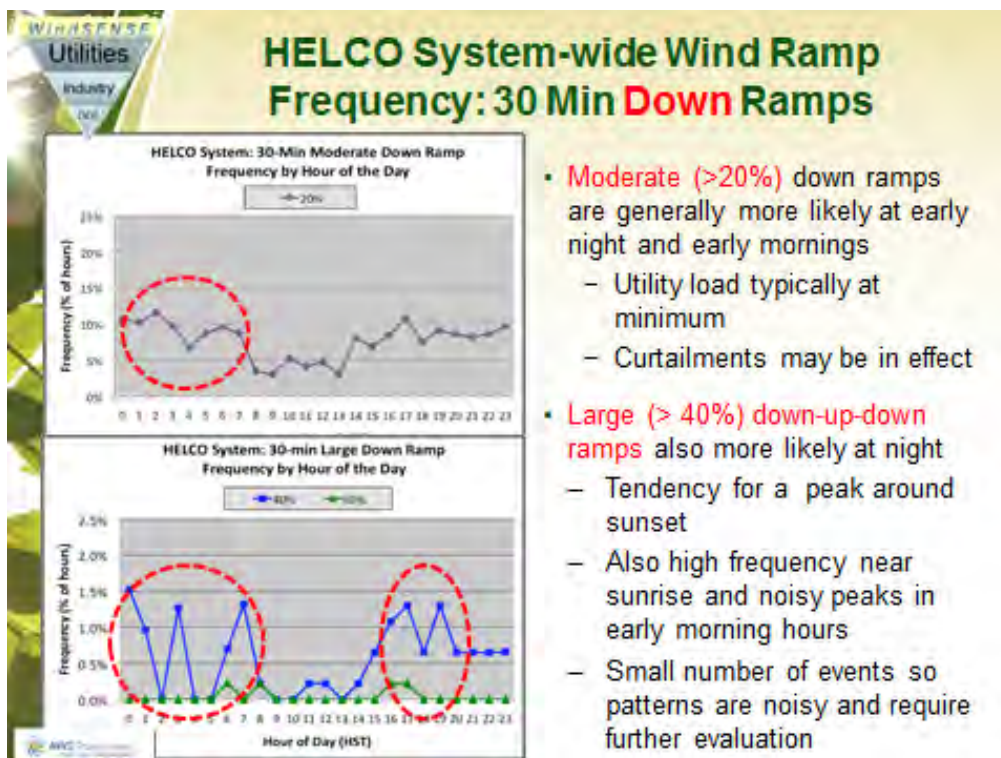 WindSENSE
Utilities
Industry
HELCO System-wide Wind Ramp
Frequency: 30 Min Down Ramps
HELCO System: 30-Min Moderate Down Ramp
Frequency by Hour of the Day
20%
Frequency (% of hours)
25%
20%
15%
10%
5%
0%
0 1 2 3 4 5 6 7 8 9 10 11 12 13 14 15 16 17 18 19 20 21 22 23
HELCO System: 30-min Large Down Ramp
Frequency by Hour of the Day
40%
Frequency (% of hours)
2.5%
2.0%
1.5%
1.0%
0.5%
0.0%
0 1 2 3 4 5 6 7 8 9 10 11 12 13 14 15 16 17 18 19 20 21 22 23
Hour of Day (HST)
AWS
• Moderate (>20%) down ramps
are generally more likely at early
night and early mornings
– Utility load typically at
minimum
– Curtailments may be in effect
• Large (> 40%) down-up-down
ramps also more likely at night
– Tendency for a peak around
sunset
– Also high frequency near
sunrise and noisy peaks in
early morning hours
– Small number of events so
patterns are noisy and require
further evaluation